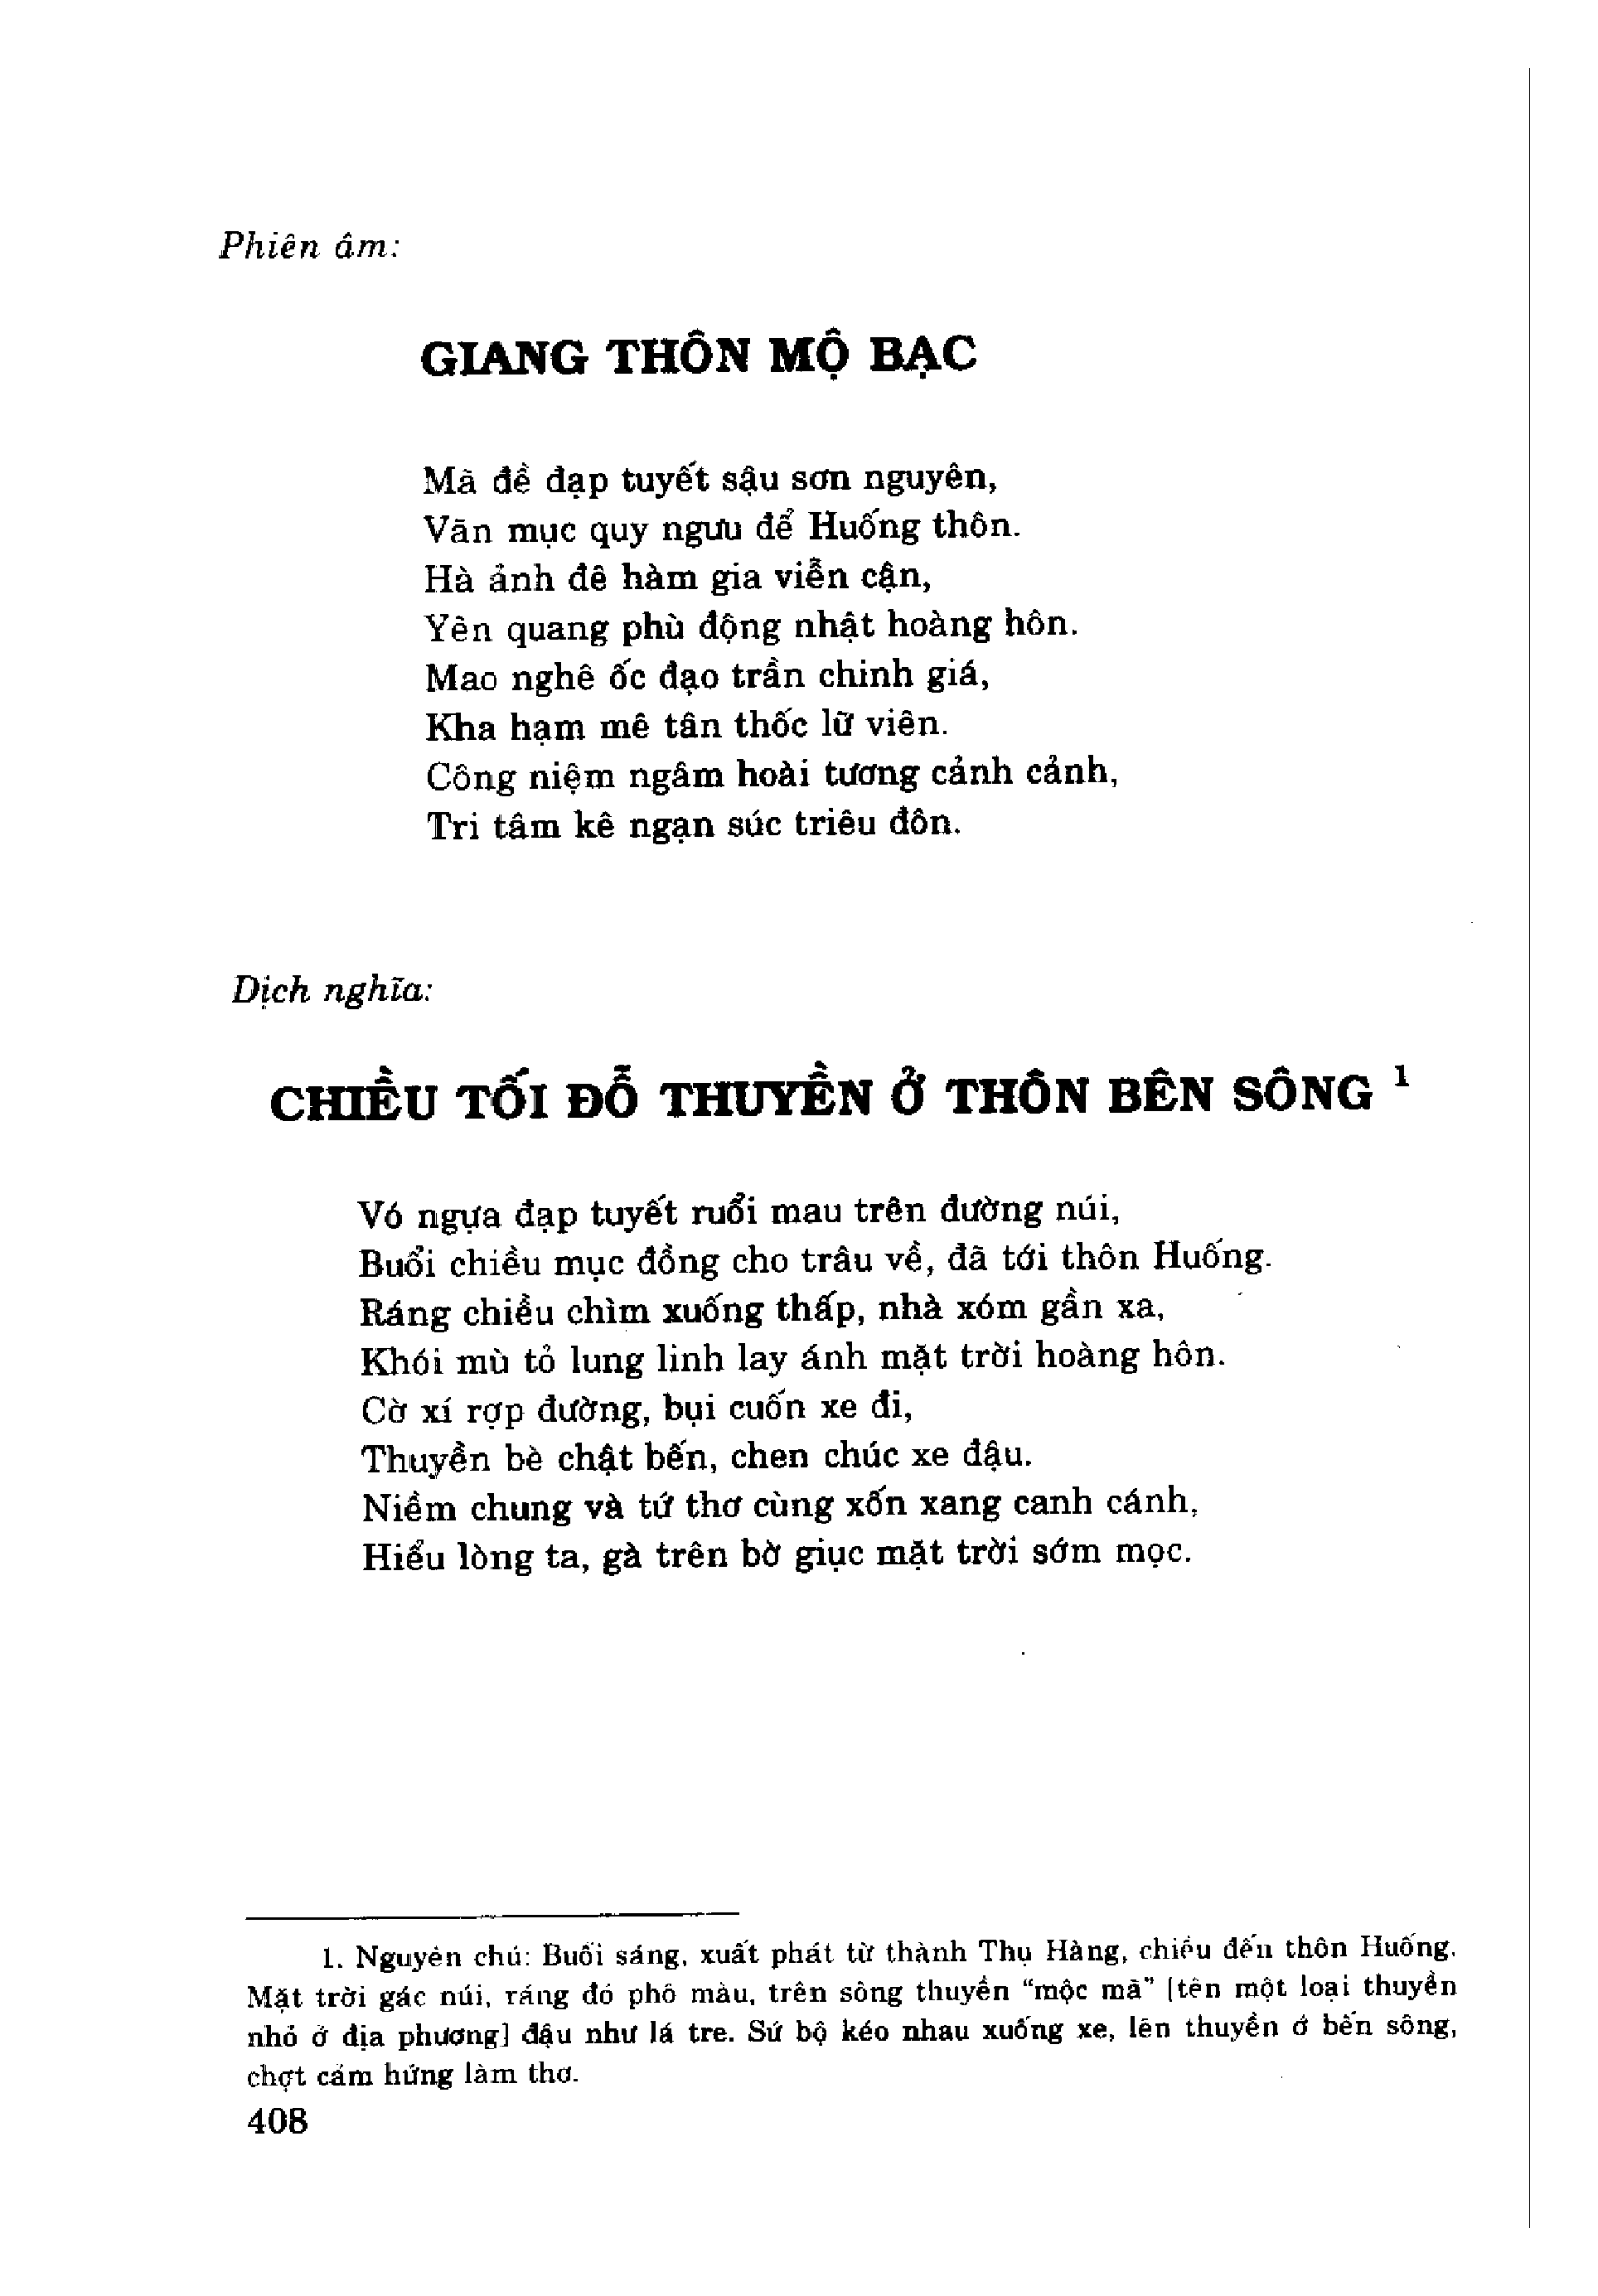 Phiên âm:
GIANG THÔN MỘ BẠC
Mã đề đạp tuyết sậu sơn nguyên,
Vãn mục quy ngưu để Huống thôn.
Hà ảnh đê hàm gia viễn cận,
Yên quang phù động nhật hoàng hôn.
Mao nghê ốc đạo trần chinh giá,
Kha hạm mê tân thốc lữ viên.
Công niệm ngâm hoài tương cảnh cảnh,
Tri tâm kê ngạn súc triêu đôn.
Dịch nghĩa:
CHIỀU TỐI ĐỖ THUYỀN Ở THÔN BÊN SÔNG 1
Vó ngựa đạp tuyết ruổi mau trên đường núi,
Buổi chiều mục đồng cho trâu về, đã tới thôn Huống.
Ráng chiều chìm xuống thấp, nhà xóm gần xa,
Khói mù tỏ lung linh lay ánh mặt trời hoàng hôn.
Cờ xí rợp đường, bụi cuốn xe đi,
Thuyền bè chật bến, chen chúc xe đậu.
Niềm chung và tứ thơ cùng xốn xang canh cánh,
Hiểu lòng ta, gà trên bờ giục mặt trời sớm mọc.
1. Nguyên chú: Buổi sáng, xuất phát từ thành Thụ Hàng, chiều đến thôn Huống.
Mặt trời gác núi, ráng đỏ phô màu, trên sông thuyền “mộc mã” [tên một loại thuyền
nhỏ ở địa phương] đậu như lá tre. Sứ bộ kéo nhau xuống xe, lên thuyền ở bến sông,
chợt cảm hứng làm thơ.
408